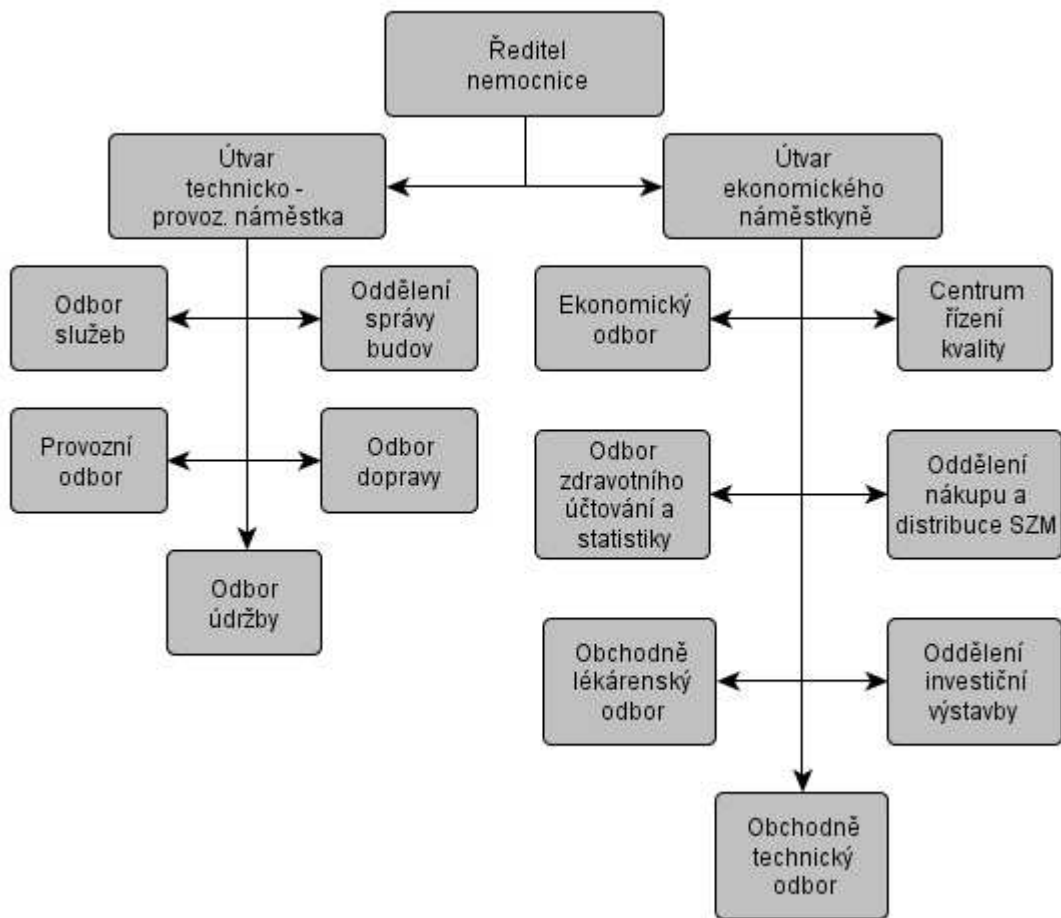 Ředitel
nemocnice
Útvar
technicko -
provoz. náměstka
Útvar
ekonomického
náměstkyně
Odbor
služeb
Oddělení
správy
budov
Ekonomický
odbor
Centrum
řízení
kvality
Provozní
odbor
Odbor
dopravy
Odbor
zdravotního
účtování a
statistiky
Oddělení
nákupu a
distribuce SZM
Odbor
údržby
Obchodně
lékárenský
odbor
Oddělení
investiční
výstavby
Obchodně
technický
odbor